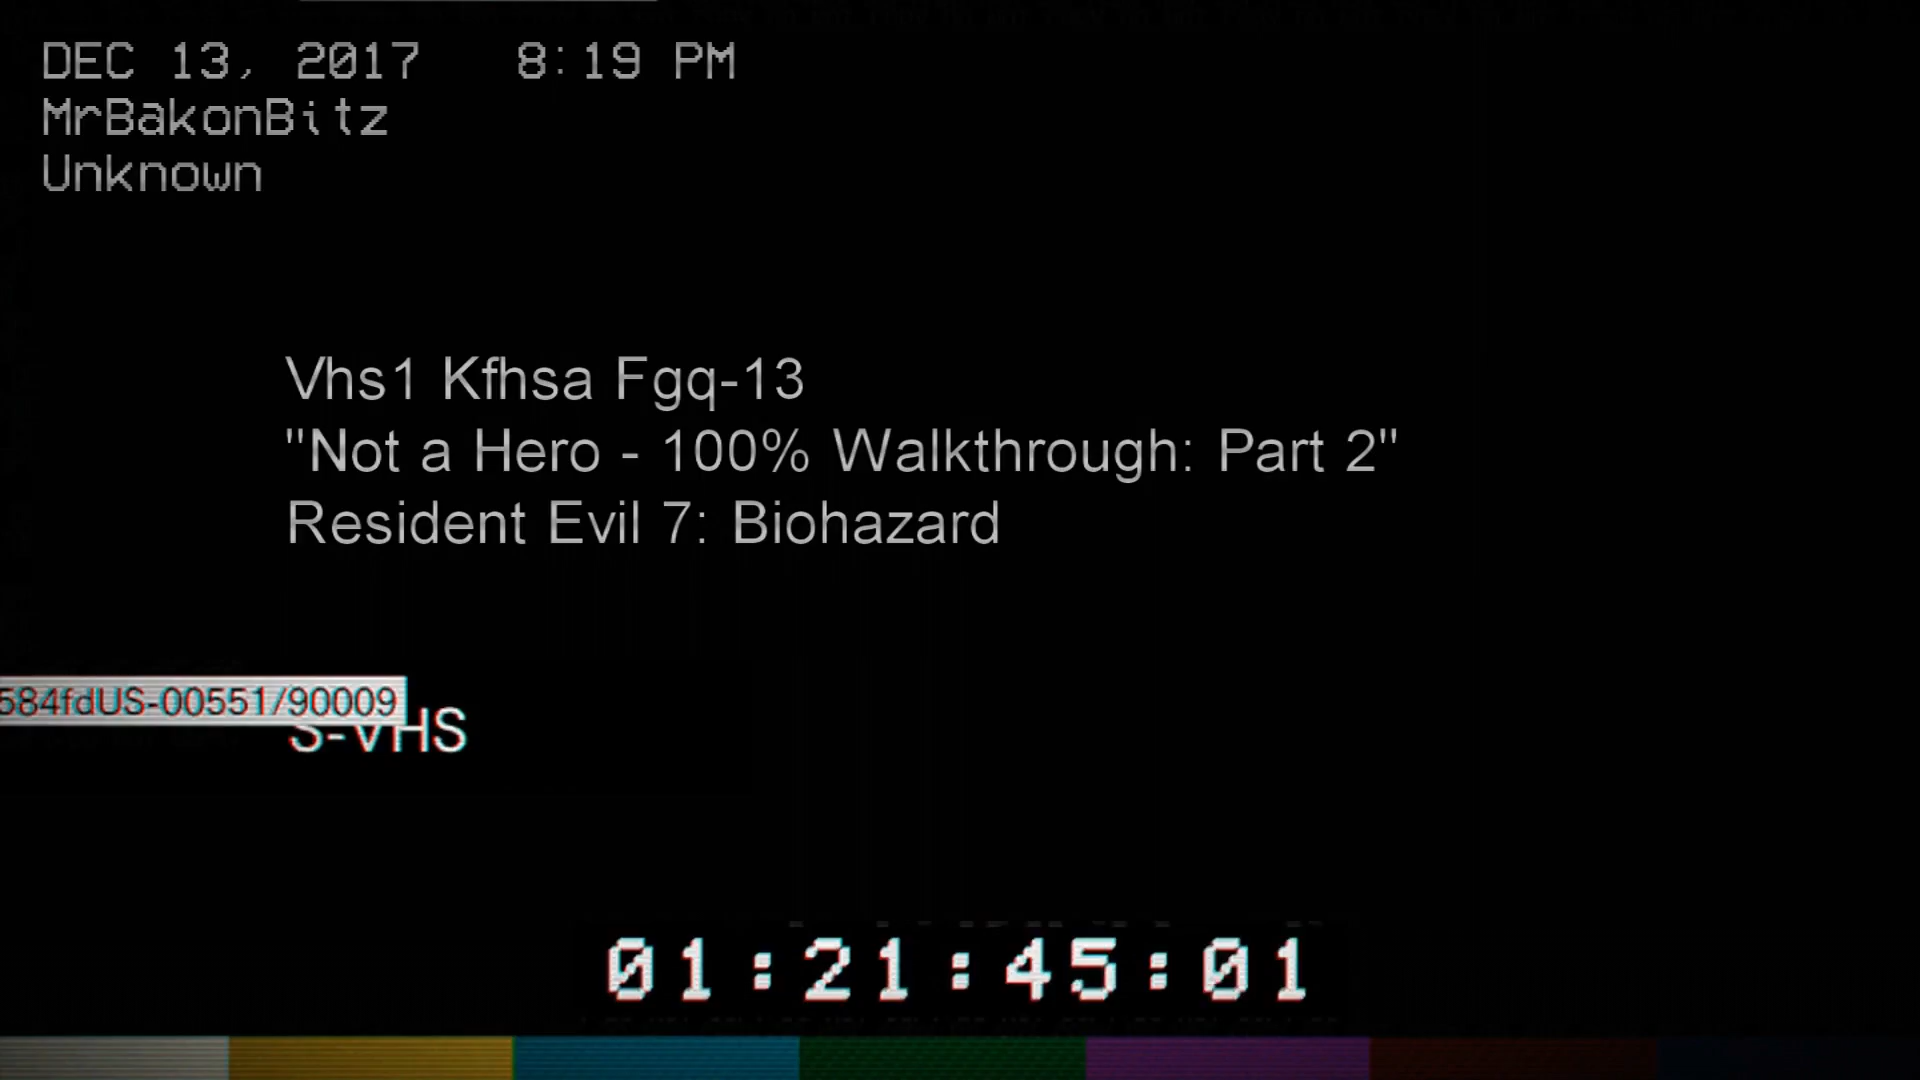 DEC 13, 2017 8:19 PM
MrBakonBitz
Unknown
Vhs1 Kfhsa Fgq-13
"Not a Hero - 100% Walkthrough: Part 2"
Resident Evil 7: Biohazard
584fdUS-00551/90009
S-VHS
01:21:45:01